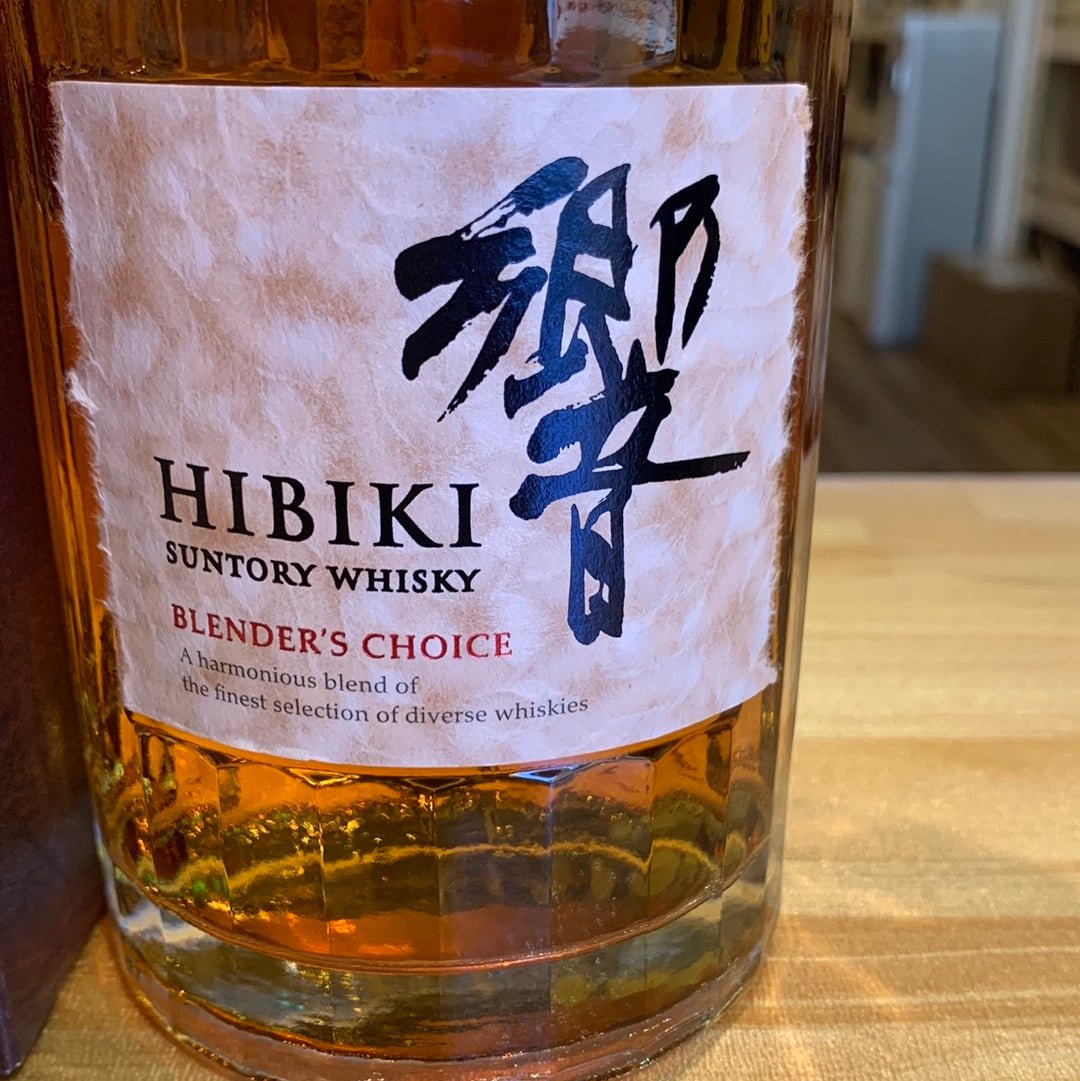 響
HIBIKI
SUNTORY WHISKY
BLENDER'S CHOICE
A harmonious blend of
the finest selection of diverse whiskies